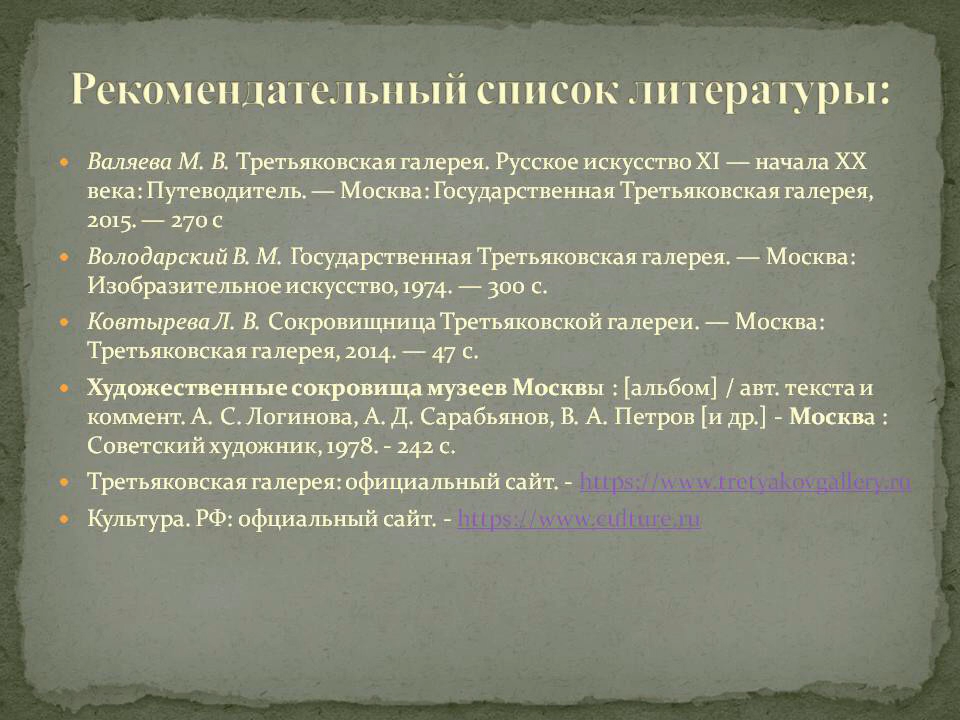 Рекомендательный список литературы:
Валяева М. В. Третьяковская галерея. Русское искусство XI — начала XX
века: Путеводитель. — Москва: Государственная Третьяковская галерея,
2015. — 270 с
Володарский В. М. Государственная Третьяковская галерея. — Москва:
Изобразительное искусство, 1974. — 300 с.
Ковтырева Л. В. Сокровищница Третьяковской галереи. — Москва:
Третьяковская галерея, 2014. — 47 с.
Художественные сокровища музеев Москвы : [альбом] / авт. текста и
коммент. А. С. Логинова, А. Д. Сарабьянов, В. А. Петров [и др.] - Москва :
Советский художник, 1978. - 242 с.
Третьяковская галерея: официальный сайт. - https://www.tretyakovgallery.ru
Культура. РФ: офциальный сайт. - https://www.culture.ru